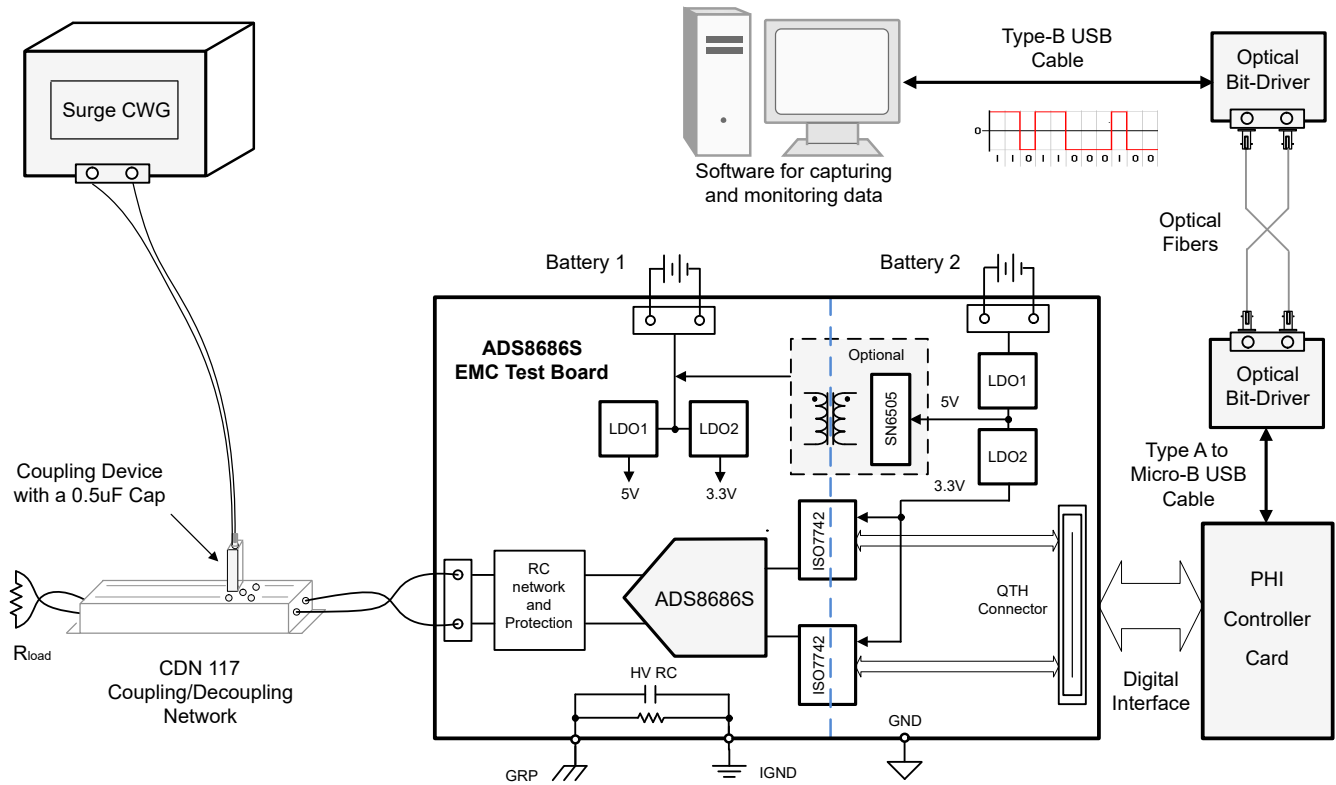 Surge CWG
Type-B USB
Cable
Optical
Bit-Driver
0
1 1 0 1 1 0 0 0 1 0 0
Software for capturing
and monitoring data
Optical
Fibers
Battery 1
Battery 2
ADS8686S
EMC Test Board
Optional
LDO1
LDO2
5V
3.3V
SN6505
5V
LDO1
LDO2
3.3V
Optical
Bit-Driver
Type A to
Micro-B USB
Cable
Coupling Device
with a 0.5uF Cap
Rload
CDN 117
Coupling/Decoupling
Network
RC
network
and
Protection
ADS8686S
ISO7742
ISO7742
QTH
Connector
PHI
Controller
Card
Digital
Interface
HV RC
GRP
IGND
GND